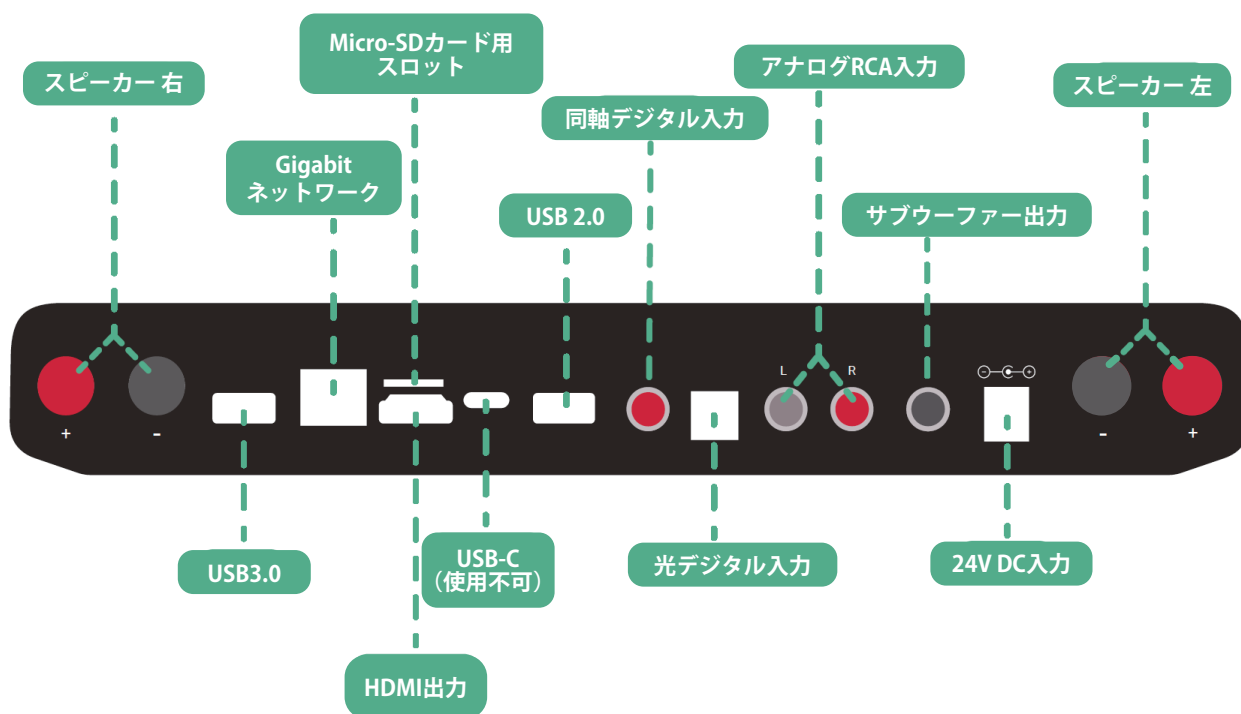 Micro-SDカード用
スロット
スピーカー 右
アナログRCA入力
スピーカー 左
同軸デジタル入力
Gigabit
ネットワーク
USB 2.0
サブウーファー出力
L
R
+
-
-
+
USB3.0
USB-C
（使用不可）
光デジタル入力
24V DC入力
HDMI出力